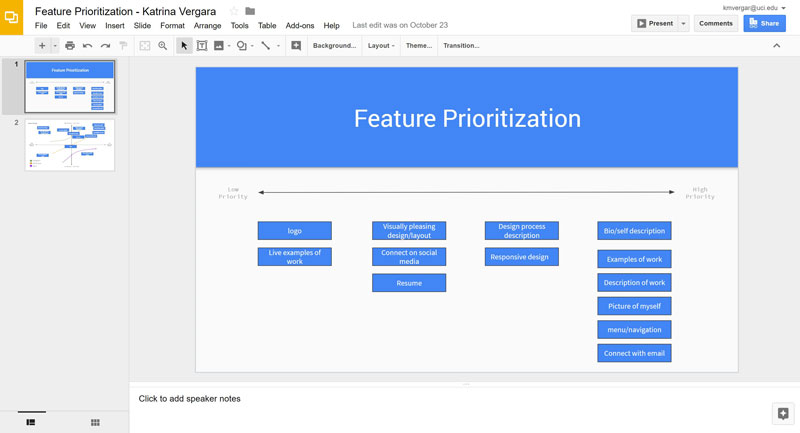 Feature Prioritization - Katrina Vergara
kmvergar@uci.edu
File Edit View Insert Slide Format Arrange Tools Table Add-ons Help Last edit was on October 23
Present Comments Share
Background... Layout Theme... Transition...
1
Feature Prioritization
2
Feature Prioritization
Low
Priority
High
Priority
logo
Visually pleasing
design/layout
Design process
description
Bio/self description
Live examples of
work
Connect on social
media
Responsive design
Examples of work
Resume
Description of work
Picture of myself
menu/navigation
Connect with email
Click to add speaker notes